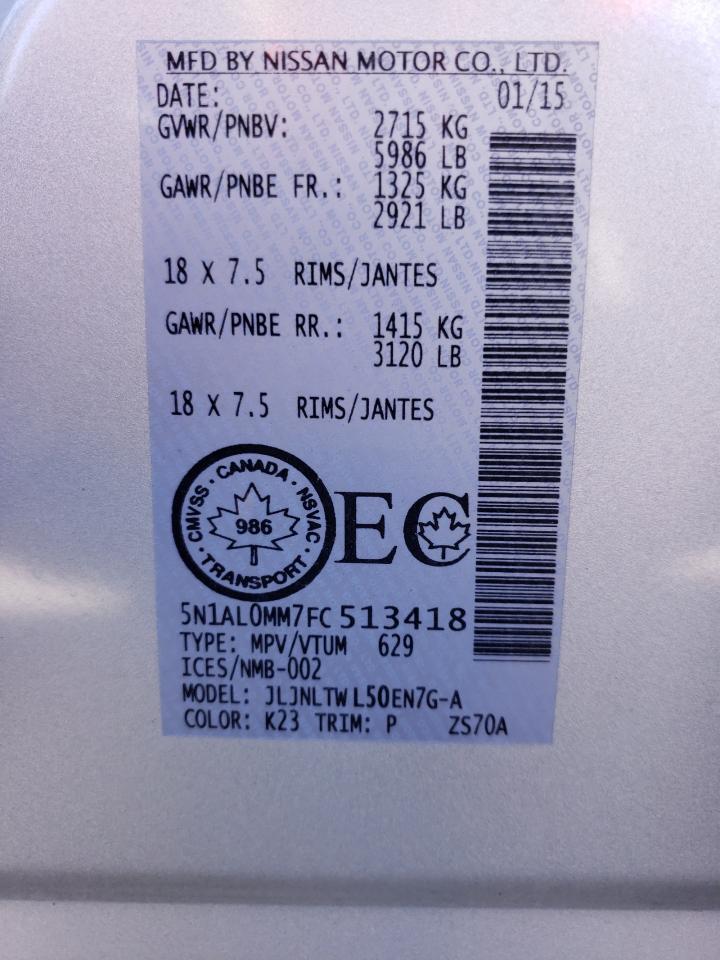 MFD BY NISSAN MOTOR CO., LTD.
DATE: 01/15
GVWR/PNBV: 2715 KG
5986 LB
GAWR/PNBE FR.: 1325 KG
2921 LB
18 X 7.5 RIMS/JANTES
GAWR/PNBE RR.: 1415 KG
3120 LB
18 X 7.5 RIMS/JANTES
CMVSS · CANADA · NSVAC · TRANSPORT ·
986
EC
5N1AL0MM7FC513418
TYPE: MPV/VTUM 629
ICES/NMB-002
MODEL: JLJNLTWL50EN7G-A
COLOR: K23 TRIM: P ZS70A